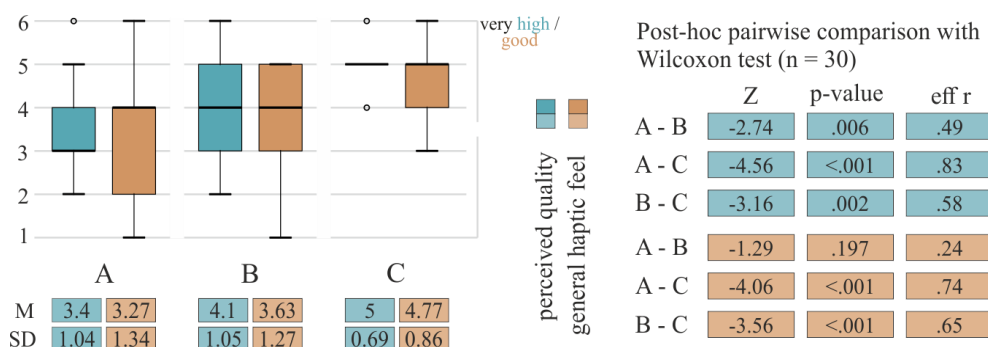 6
5
4
3
2
1
very high /
good
A
B
C
M
3.4
3.27
4.1
3.63
5
4.77
SD
1.04
1.34
1.05
1.27
0.69
0.86
perceived quality
general haptic feel
Post-hoc pairwise comparison with
Wilcoxon test (n = 30)
Z
p-value
eff r
A - B
-2.74
.006
.49
A - C
-4.56
<.001
.83
B - C
-3.16
.002
.58
A - B
-1.29
.197
.24
A - C
-4.06
<.001
.74
B - C
-3.56
<.001
.65